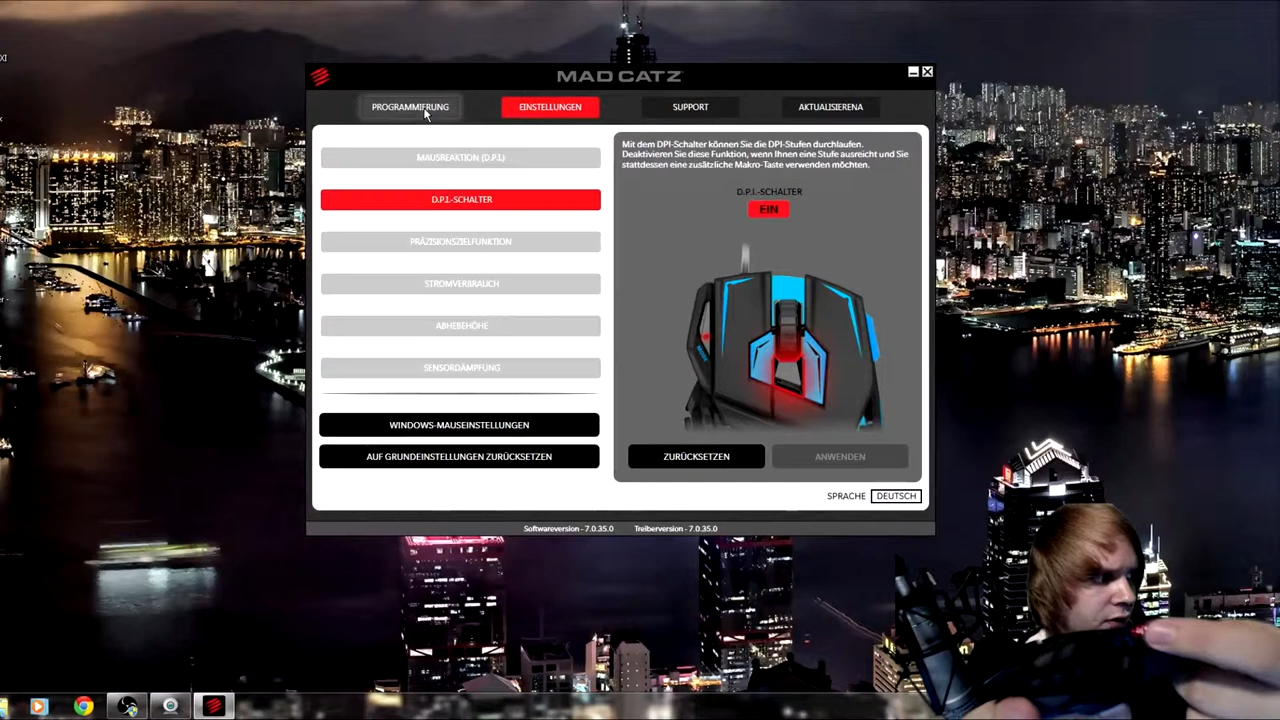 XI
MAD CATZ
PROGRAMMIFRUNG
EINSTELLUNGEN
SUPPORT
AKTUALISIERENA
MAUSREAKTION (D.P.I.)
D.P.I.-SCHALTER
PRÄZISIONSZIELFUNKTION
STROMVERBRAUCH
ABHEBEHÖHE
SENSORDÄMPFUNG
WINDOWS-MAUSEINSTELLUNGEN
AUF GRUNDEINSTELLUNGEN ZURÜCKSETZEN
Mit dem DPI-Schalter können Sie die DPI-Stufen durchlaufen.
Deaktivieren Sie diese Funktion, wenn Ihnen eine Stufe ausreicht und Sie
stattdessen eine zusätzliche Makro-Taste verwenden möchten.
D.P.I.-SCHALTER
EIN
ZURÜCKSETZEN
ANWENDEN
SPRACHE DEUTSCH
Softwareversion - 7.0.35.0 Treiberversion - 7.0.35.0